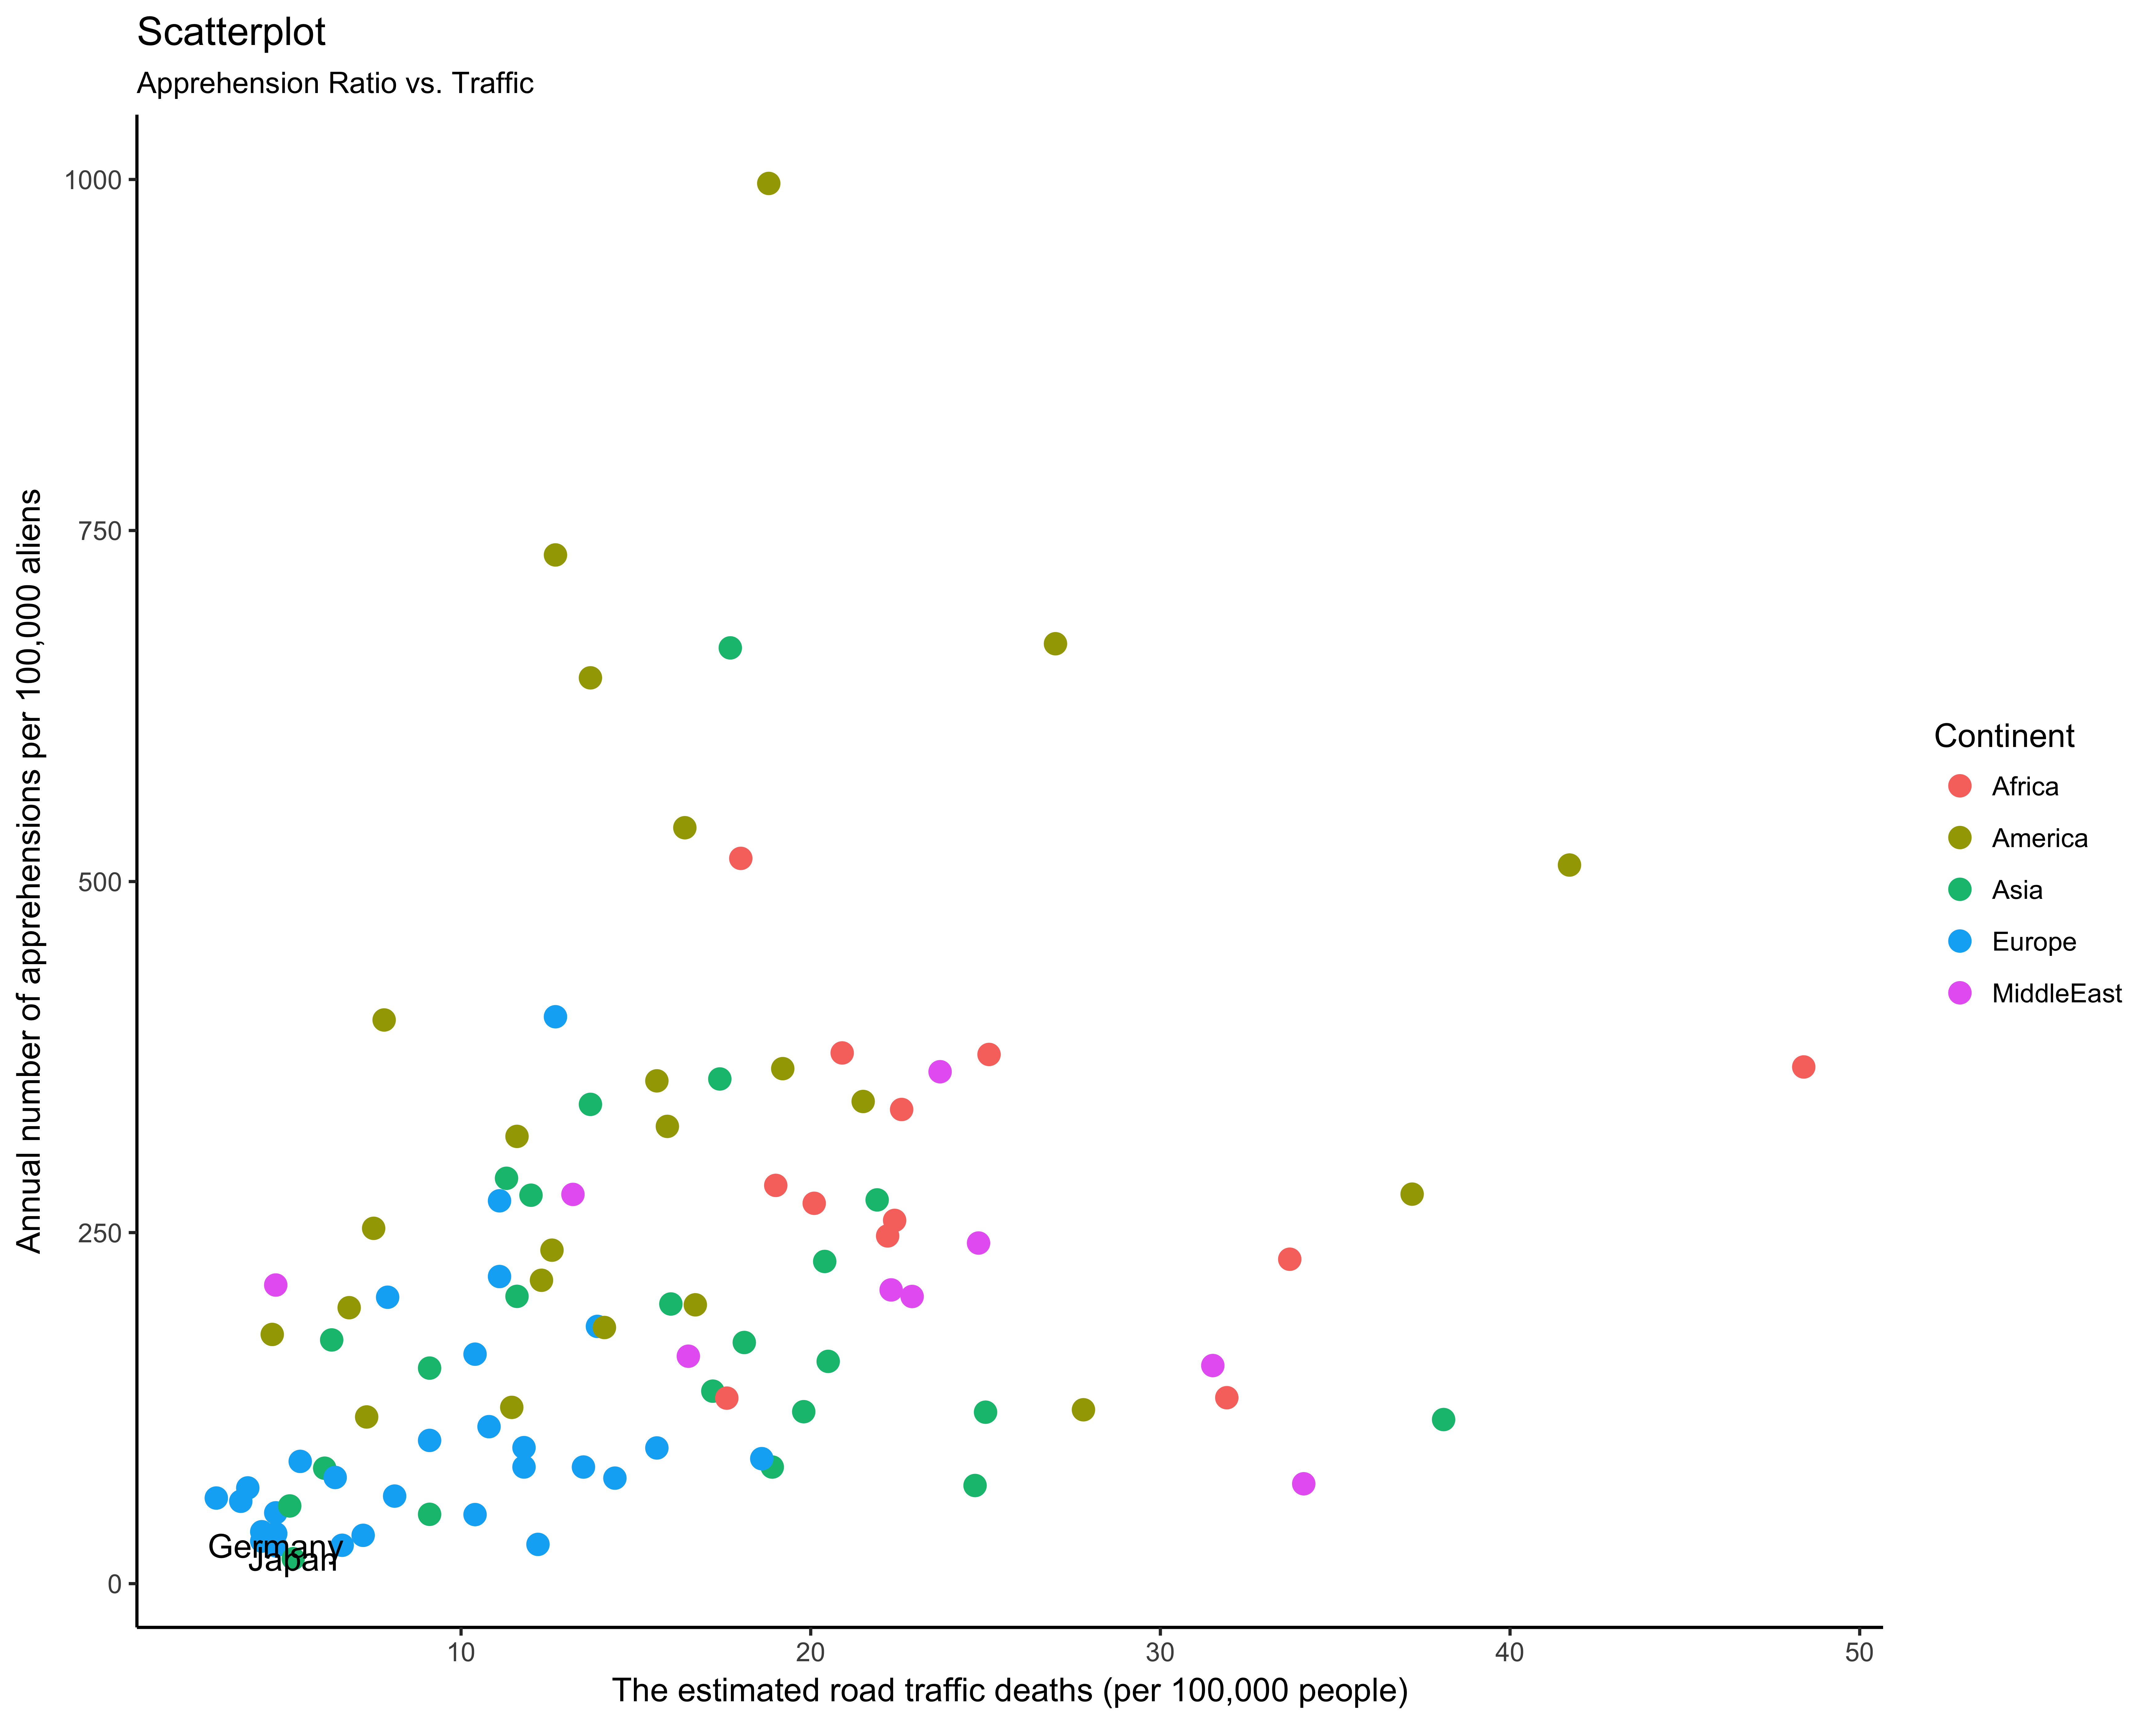 Scatterplot
Apprehension Ratio vs. Traffic
Annual number of apprehensions per 100,000 aliens
1000
750
500
250
0
Germany
Japan
10
20
30
40
50
The estimated road traffic deaths (per 100,000 people)
Continent
Africa
America
Asia
Europe
MiddleEast